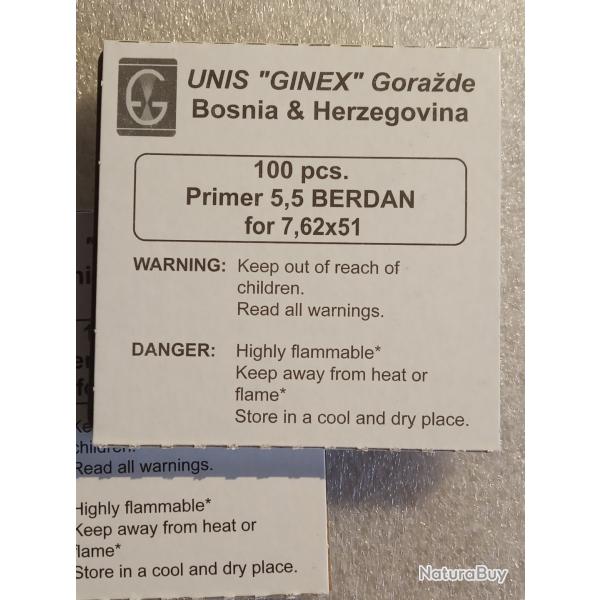 UNIS "GINEX" Goražde
Bosnia & Herzegovina
100 pcs.
Primer 5,5 BERDAN
for 7,62x51
WARNING: Keep out of reach of
children.
Read all warnings.
DANGER: Highly flammable*
Keep away from heat or
flame*
Store in a cool and dry place.
Read all warnings.
Highly flammable*
Keep away from heat or
flame*
Store in a cool and dry place.
NaturaBuy